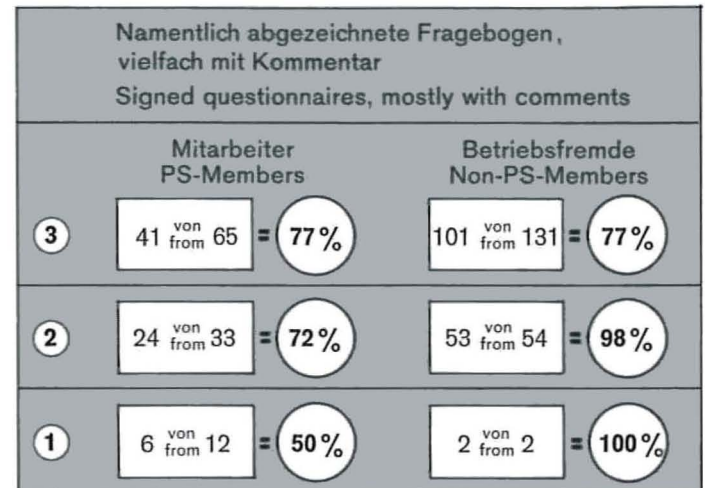 Namentlich abgezeichnete Fragebogen,
vielfach mit Kommentar
Signed questionnaires, mostly with comments
Mitarbeiter
PS-Members
Betriebsfremde
Non-PS-Members
3 41 von from 65 = 77% 101 von from 131 = 77%
2 24 von from 33 = 72% 53 von from 54 = 98%
1 6 von from 12 = 50% 2 von from 2 = 100%